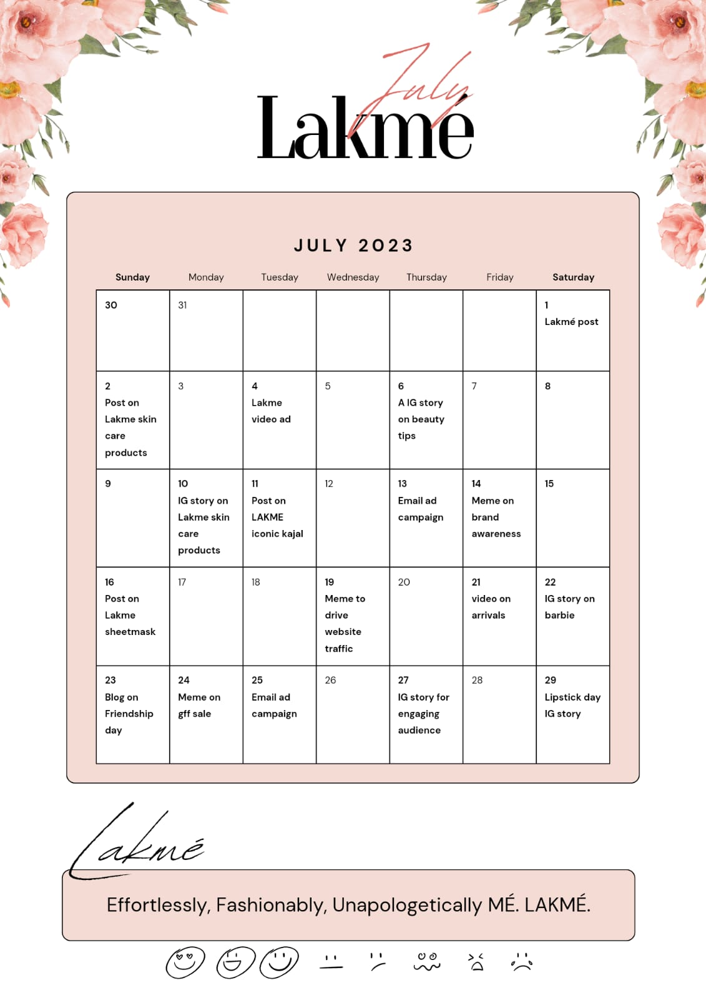 July
Lakmé
JULY 2023
Sunday Monday Tuesday Wednesday Thursday Friday Saturday
30 31 1
Lakmé post
2 3 4 5 6 7 8
Post on Lakme A IG story
Lakme skin video ad on beauty
care tips
products
9 10 11 12 13 14 15
IG story on Post on Email ad Meme on
Lakme skin LAKME campaign brand
care iconic kajal awareness
products
16 17 18 19 20 21 22
Post on Meme to video on IG story on
Lakme drive arrivals barbie
sheetmask website
traffic
23 24 25 26 27 28 29
Blog on Meme on Email ad IG story for Lipstick day
Friendship gff sale campaign engaging IG story
day audience
Lakmé
Effortlessly, Fashionably, Unapologetically MÉ. LAKMÉ.